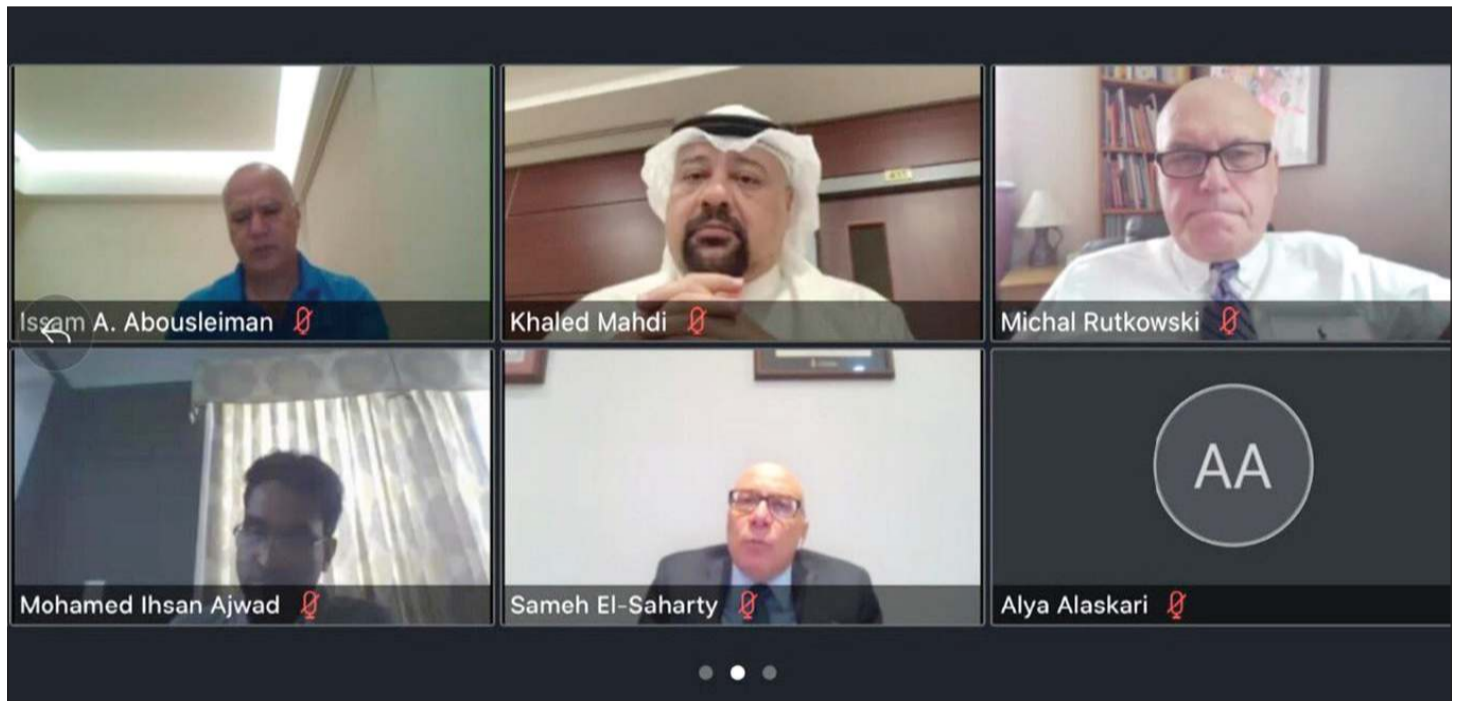 Issam A. Abousleiman
Khaled Mahdi
Michal Rutkowski
AA
Mohamed Ihsan Ajwad
Sameh El-Saharty
Alya Alaskari